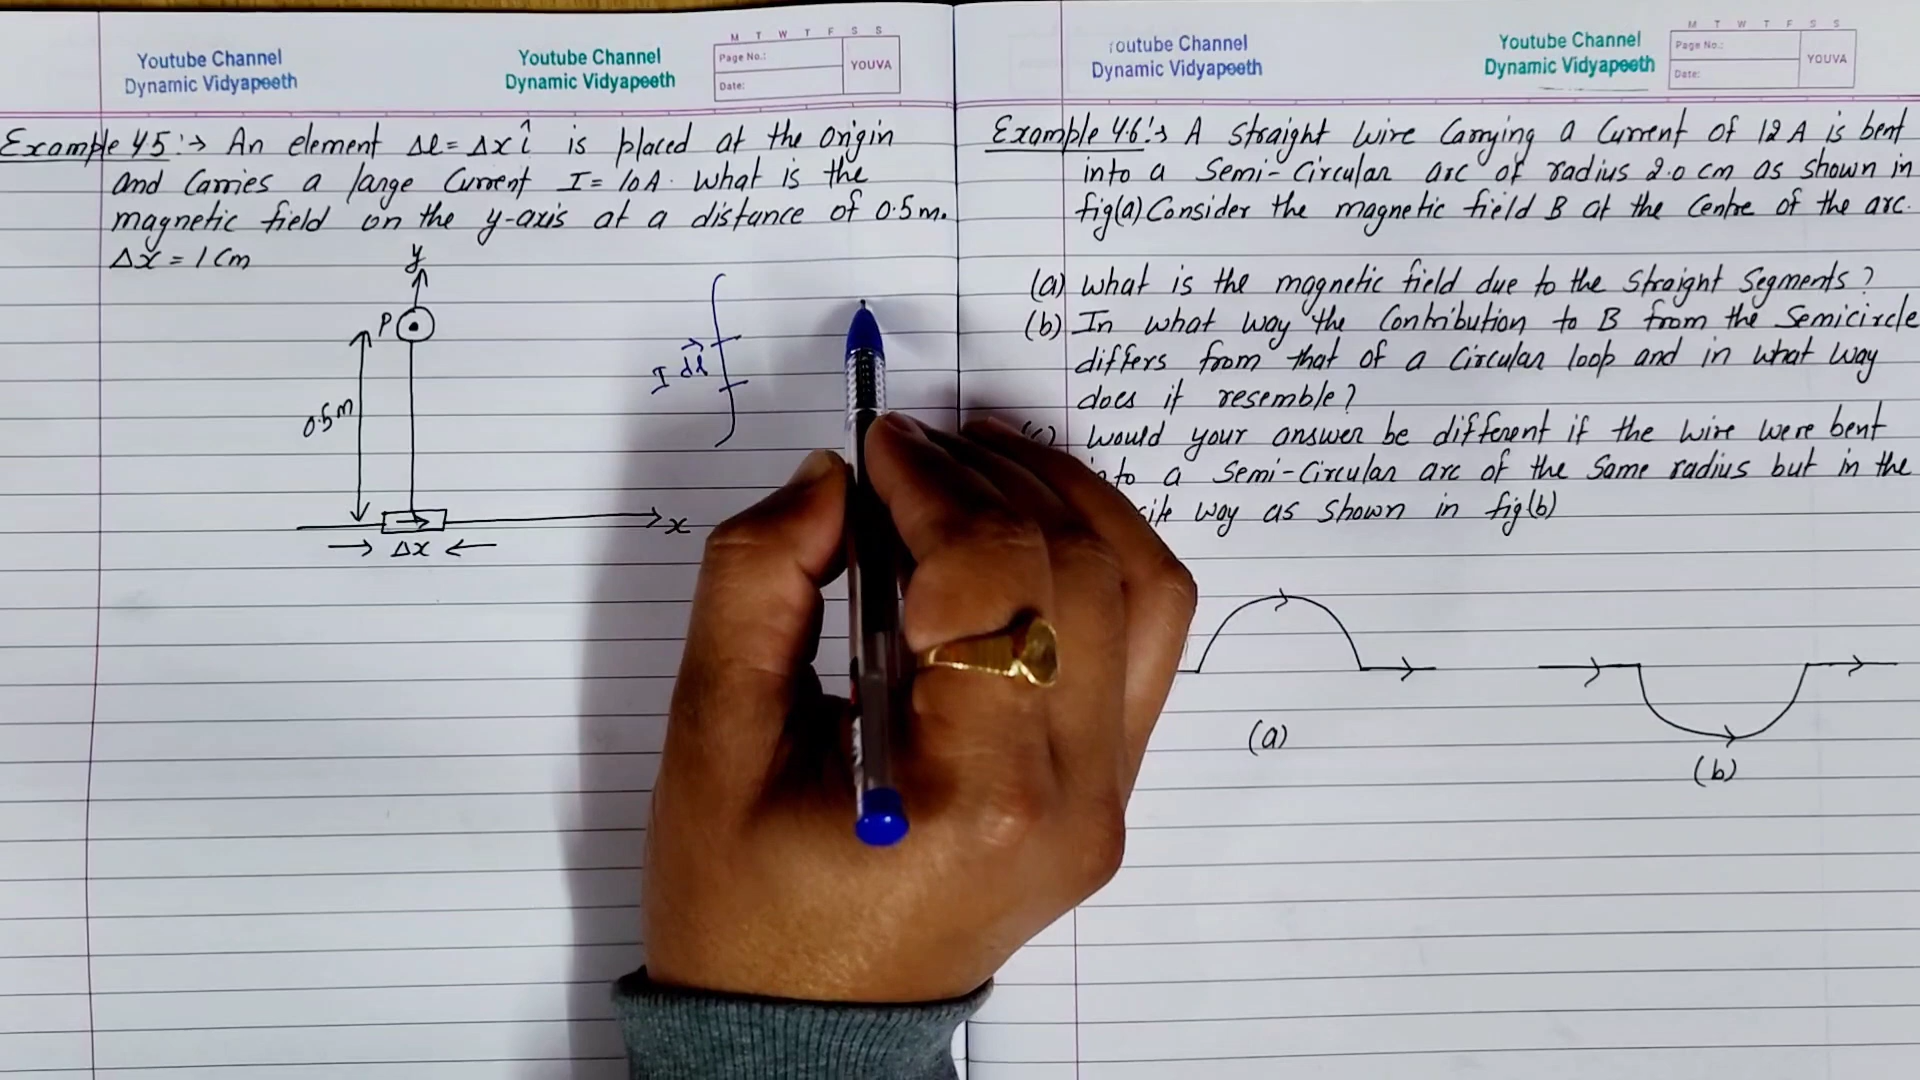 Youtube Channel
Dynamic Vidyapeeth
Youtube Channel
Dynamic Vidyapeeth
M T W T F S S
Page No.:
Date:
YOUVA
Example 4.5:→ An element Δl = Δx î is placed at the origin
and Carries a large Current I = 10A. What is the
magnetic field on the y-axis at a distance of 0.5m.
Δx = 1 Cm
y
P
0.5m
x
Δx
I dl
outube Channel
Dynamic Vidyapeeth
Youtube Channel
Dynamic Vidyapeeth
M T W T F S S
Page No.:
Date:
YOUVA
Example 4.6:→ A Straight Wire Carrying a Current of 12 A is bent
into a Semi-Circular arc of radius 2.0 cm as shown in
fig(a) Consider the magnetic field B at the Centre of the arc.
(a) What is the magnetic field due to the Straight Segments?
(b) In what way the Contribution to B from the Semicircle
differs from that of a Circular loop and in what way
does it resemble?
Would your answer be different if the wire were bent
to a Semi-Circular arc of the Same radius but in the
way as shown in fig(b)
(a)
(b)